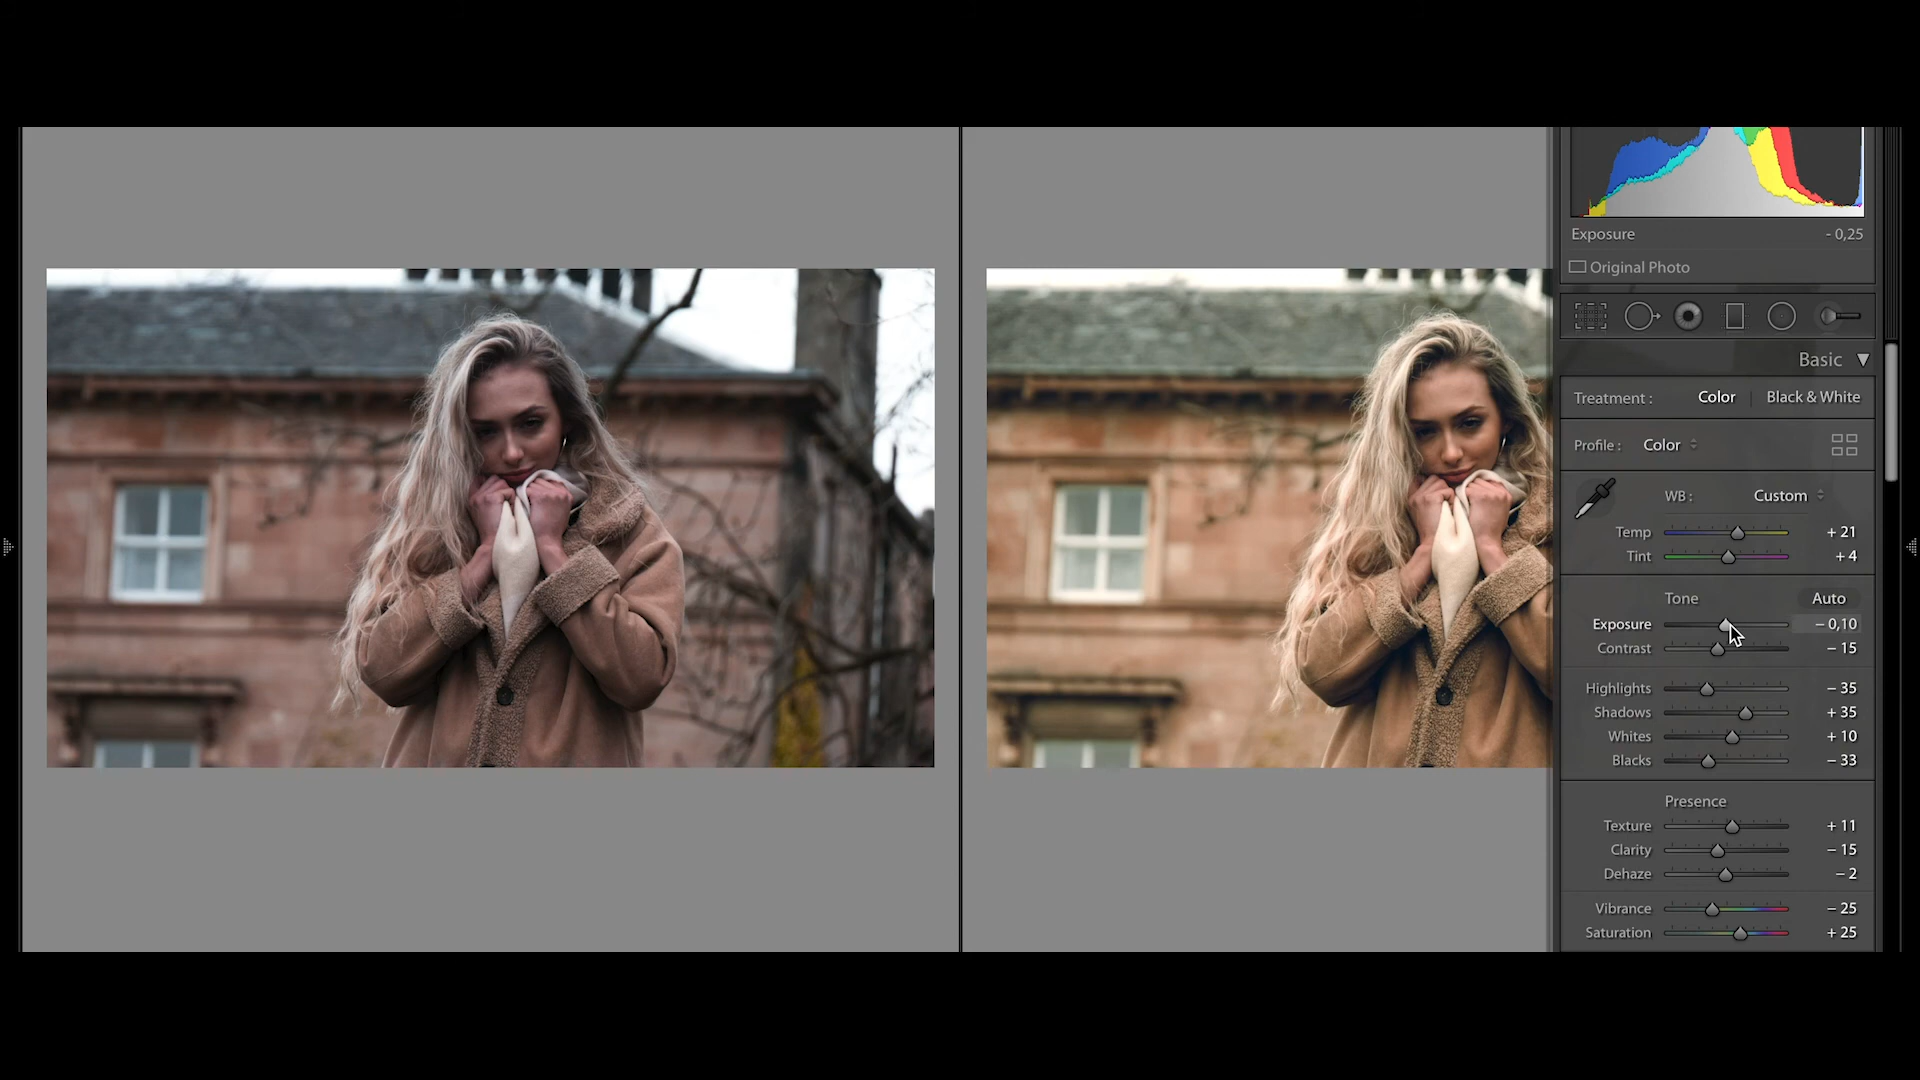 Exposure - 0,25
Original Photo
Basic
Treatment : Color Black & White
Profile : Color
WB : Custom
Temp + 21
Tint + 4
Tone Auto
Exposure – 0,10
Contrast – 15
Highlights – 35
Shadows + 35
Whites + 10
Blacks – 33
Presence
Texture + 11
Clarity – 15
Dehaze – 2
Vibrance – 25
Saturation + 25